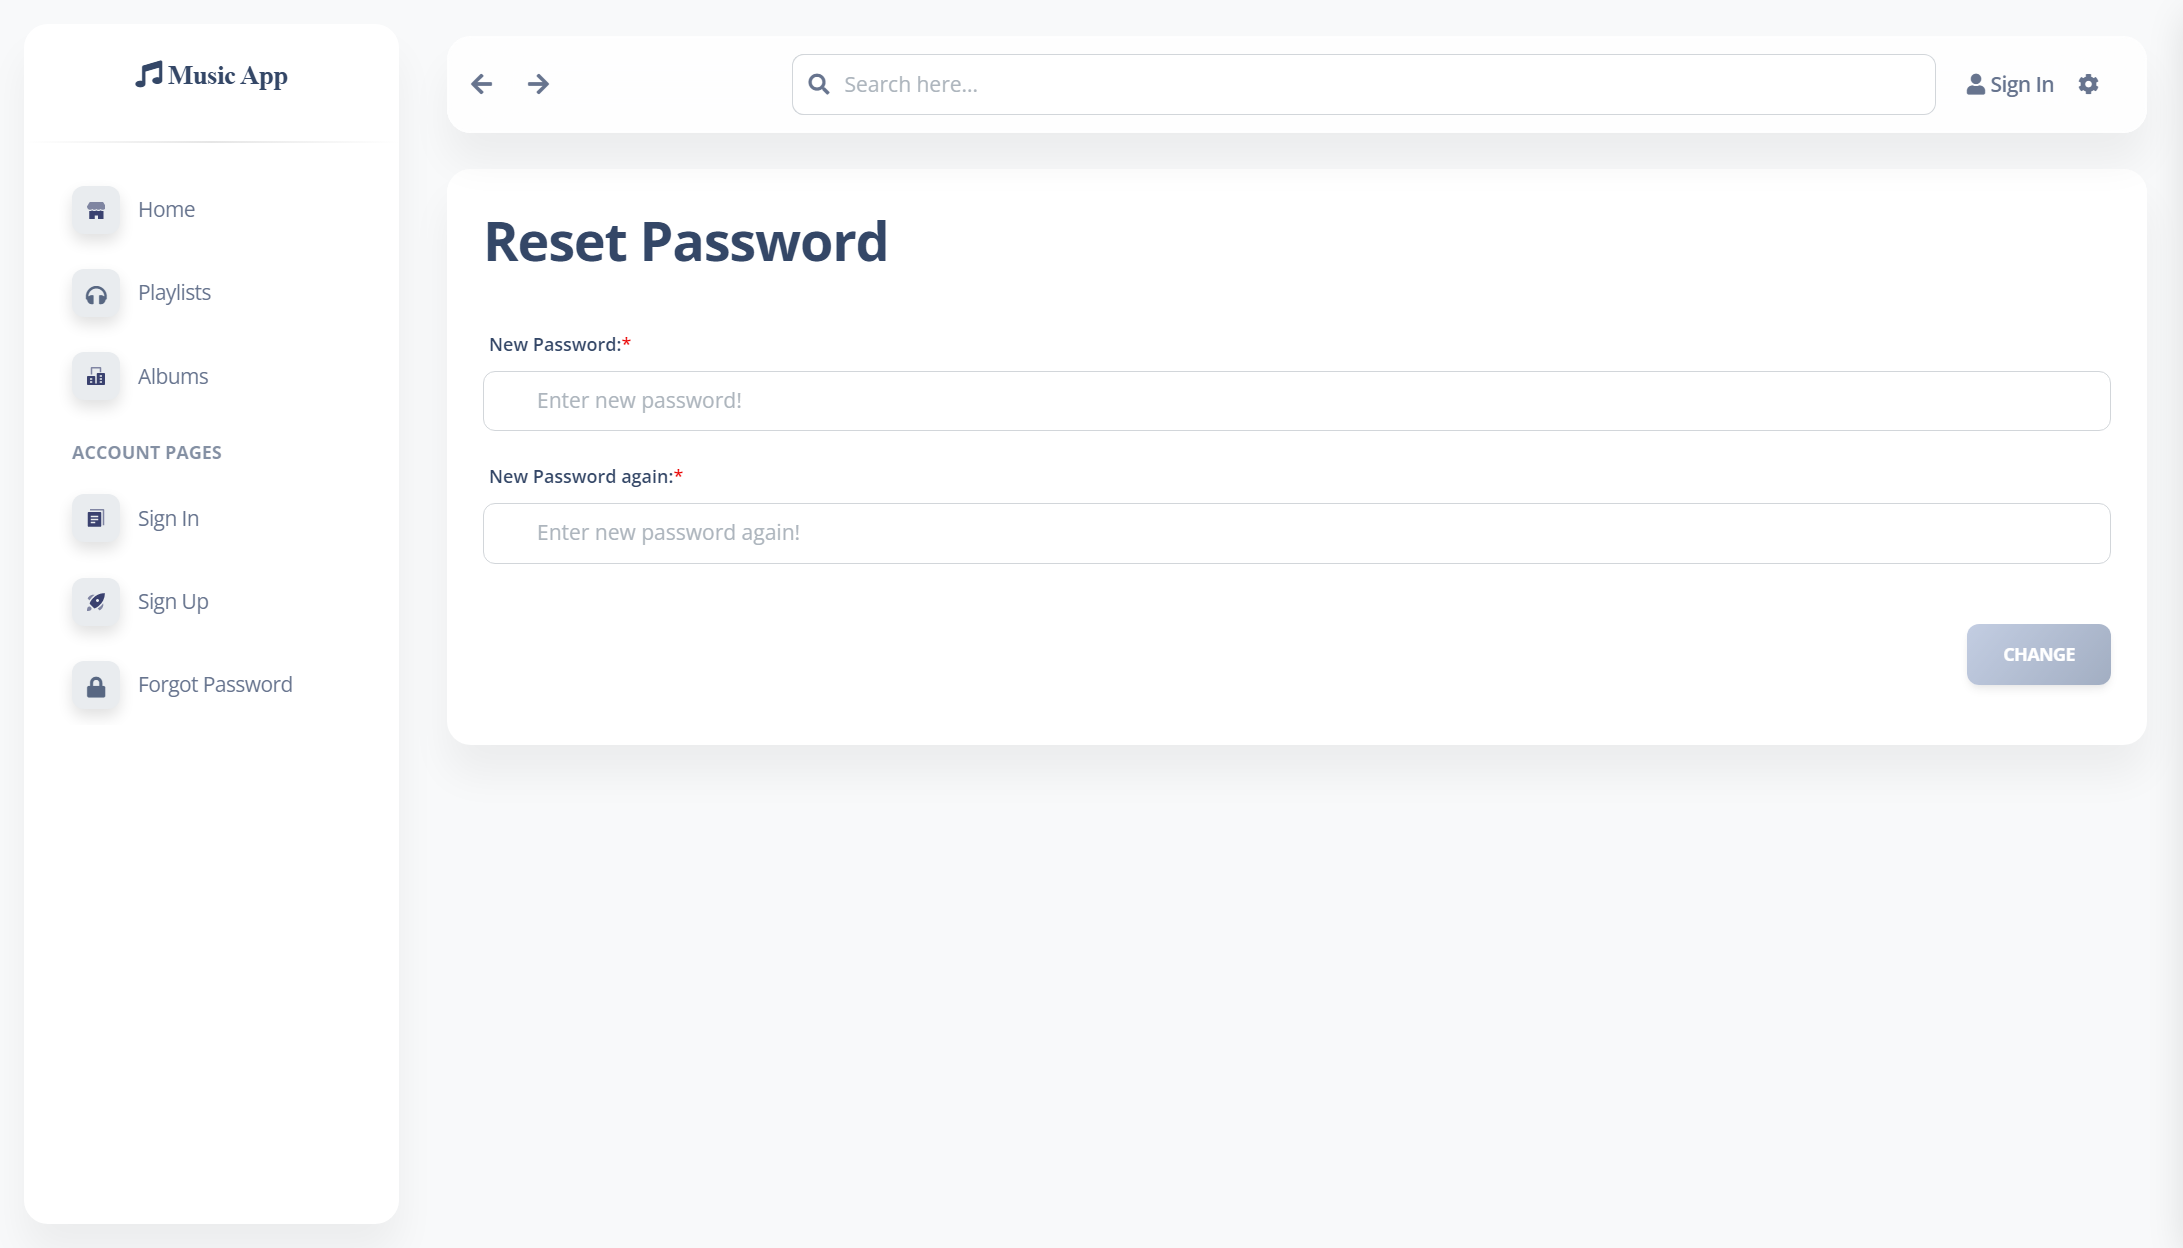 Music App
Home
Playlists
Albums
ACCOUNT PAGES
Sign In
Sign Up
Forgot Password
Search here...
Sign In
Reset Password
New Password:*
Enter new password!
New Password again:*
Enter new password again!
CHANGE